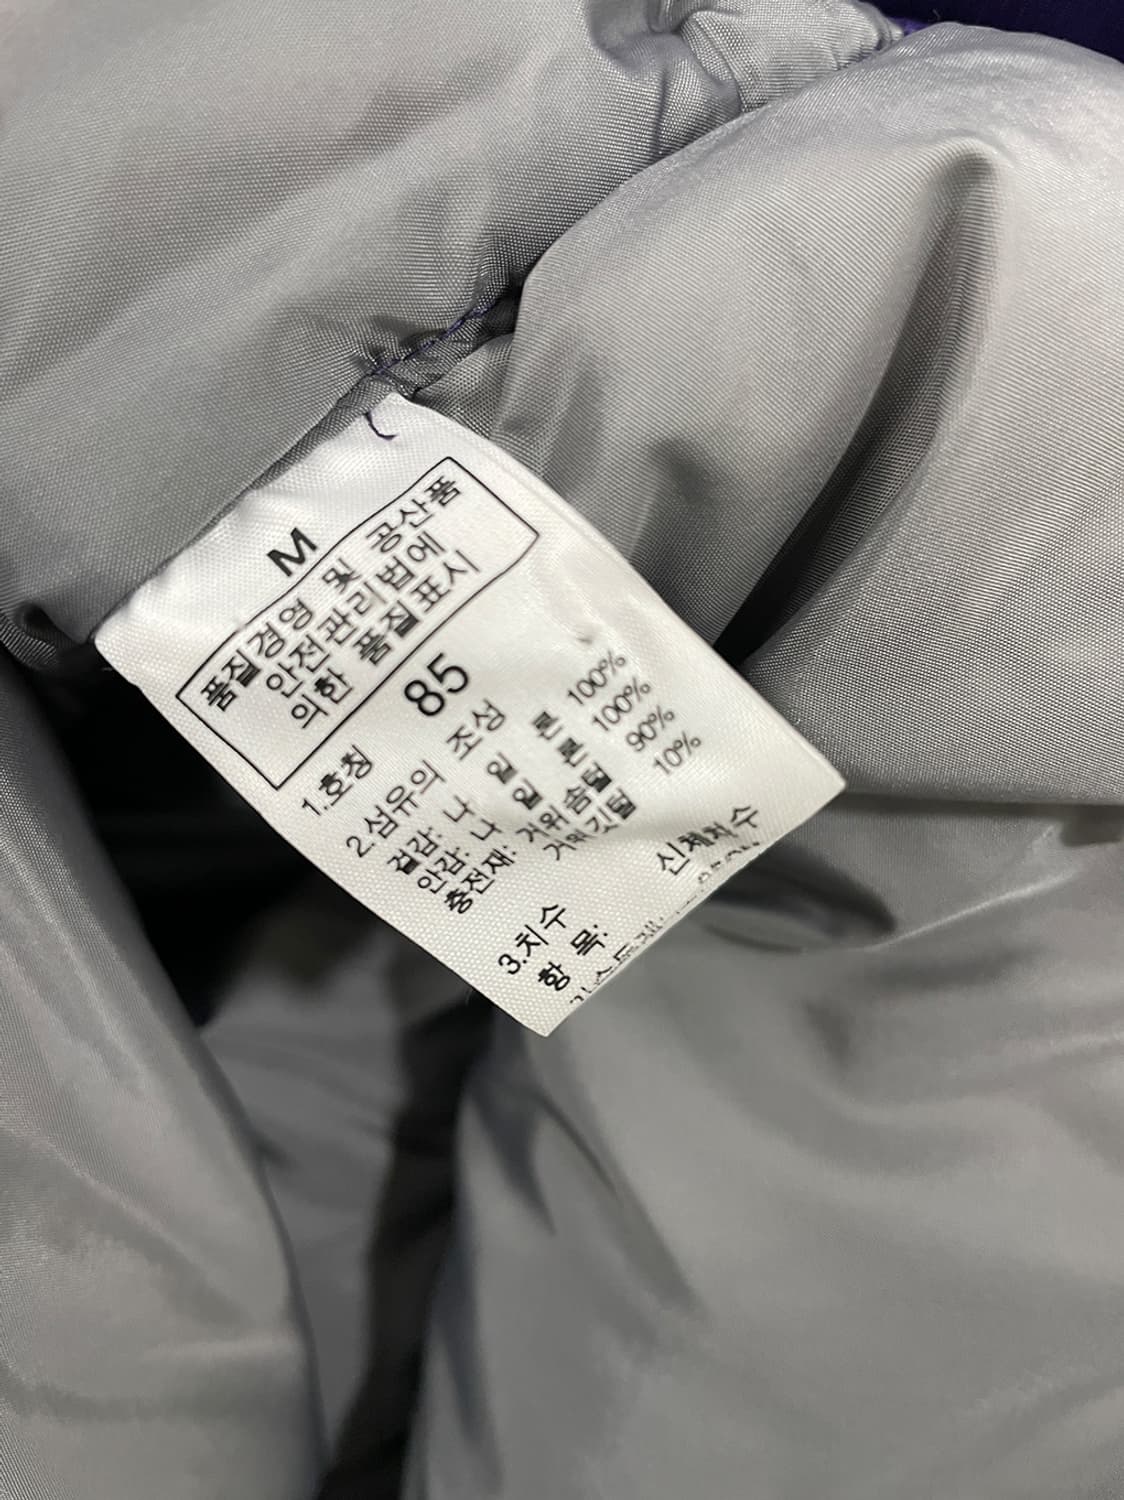 M
품질경영 및 공산품
안전관리법에
의한 품질표시
1.호칭 85
2.섬유의 조성
겉감: 나 일 론 100%
안감: 나 일 론 100%
충전재: 거위솜털 90%
거위깃털 10%
3.치수
항 목: 신체치수